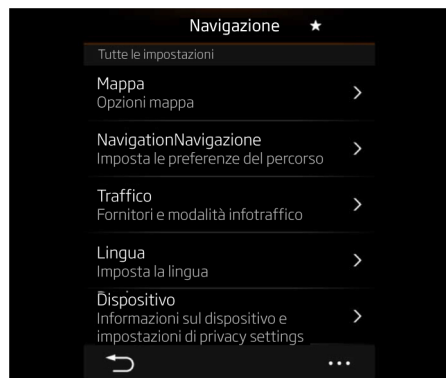 Navigazione
Tutte le impostazioni
Mappa
Opzioni mappa
NavigationNavigazione
Imposta le preferenze del percorso
Traffico
Fornitori e modalità infotraffico
Lingua
Imposta la lingua
Dispositivo
Informazioni sul dispositivo e
impostazioni di privacy settings